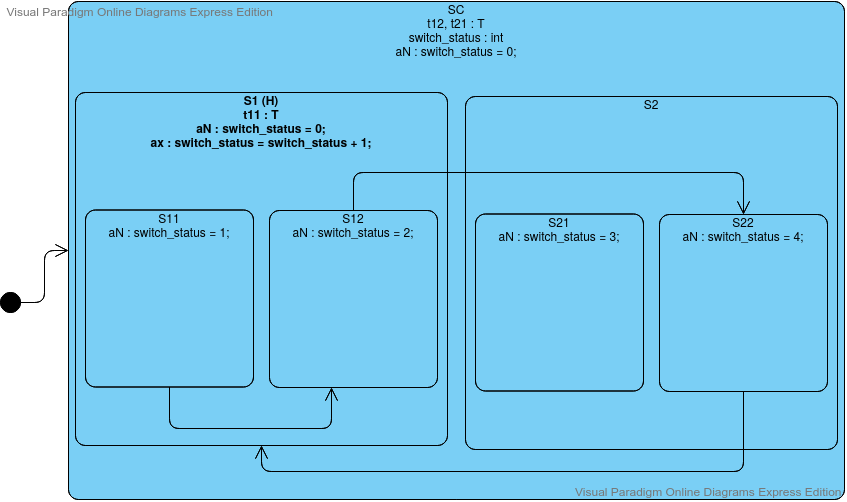 Visual Paradigm Online Diagrams Express Edition
SC
t12, t21 : T
switch_status : int
aN : switch_status = 0;
S1 (H)
t11 : T
aN : switch_status = 0;
ax : switch_status = switch_status + 1;
S2
S11
aN : switch_status = 1;
S12
aN : switch_status = 2;
S21
aN : switch_status = 3;
S22
aN : switch_status = 4;
Visual Paradigm Online Diagrams Express Edition